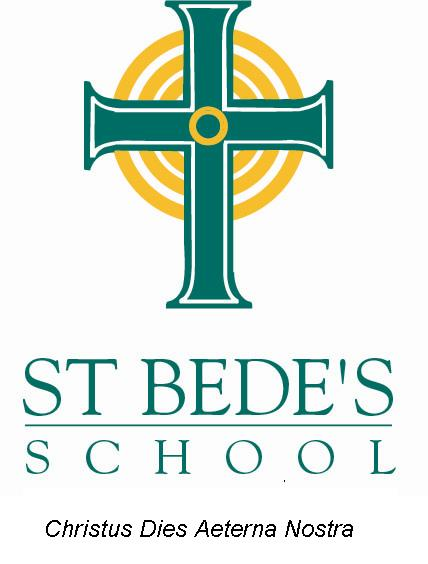 ST BEDE'S
SCHOOL
Christus Dies Aeterna Nostra